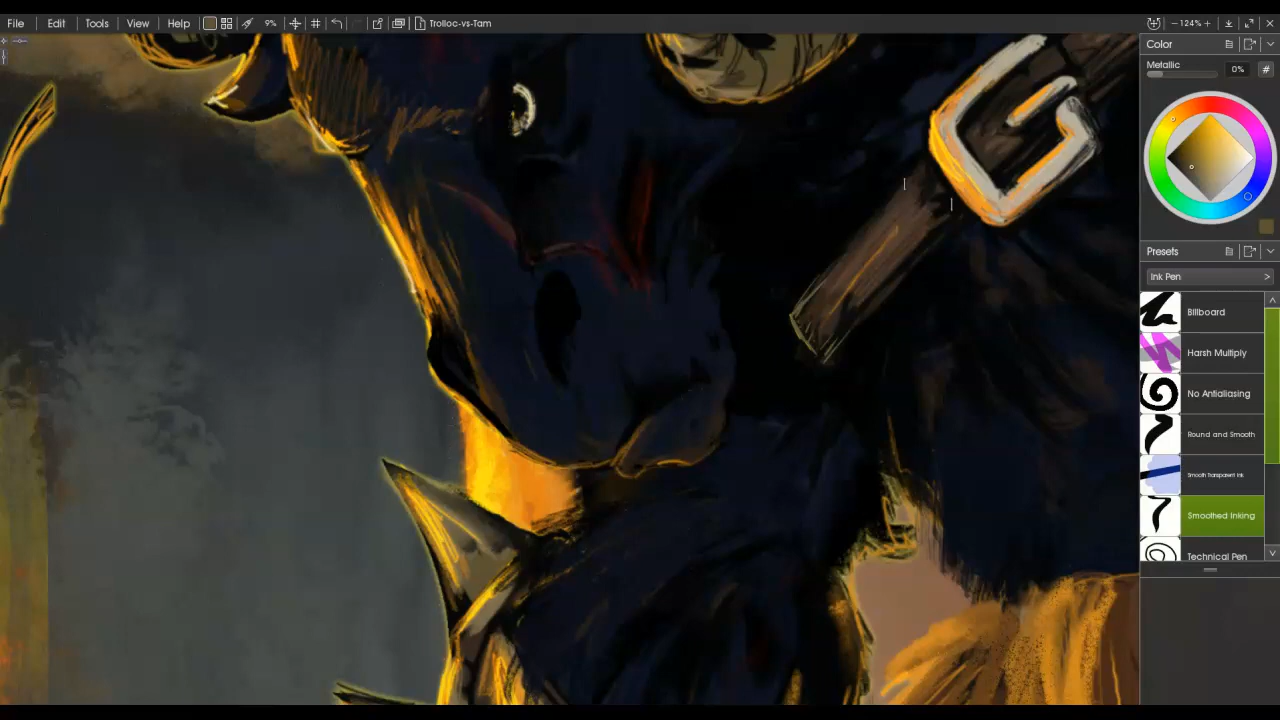 File Edit Tools View Help 9% Trolloc-vs-Tam 124%
Color
Metallic 0% #
Presets
Ink Pen >
Billboard
Harsh Multiply
No Antialiasing
Round and Smooth
Smooth Transparent Ink
Smoothed Inking
Technical Pen